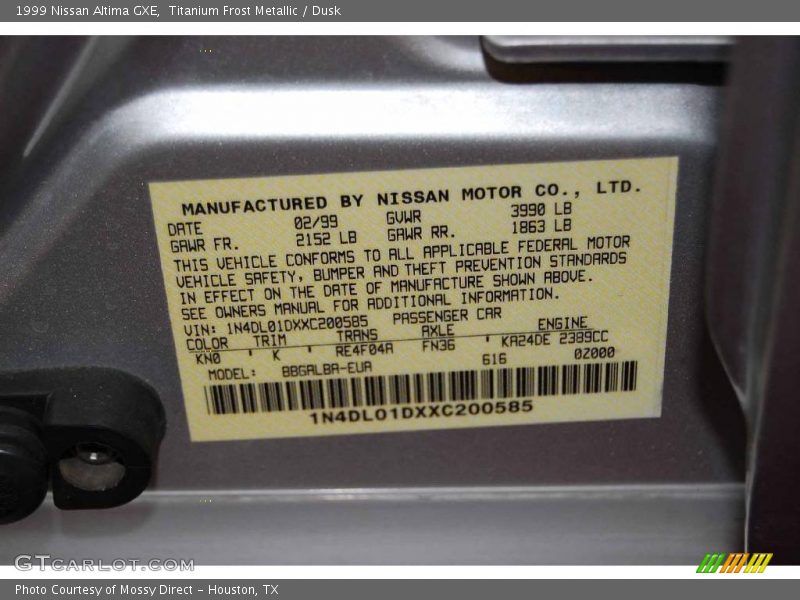 1999 Nissan Altima GXE, Titanium Frost Metallic / Dusk
MANUFACTURED BY NISSAN MOTOR CO., LTD.
DATE 02/99 GVWR 3990 LB
GAWR FR. 2152 LB GAWR RR. 1863 LB
THIS VEHICLE CONFORMS TO ALL APPLICABLE FEDERAL MOTOR
VEHICLE SAFETY, BUMPER AND THEFT PREVENTION STANDARDS
IN EFFECT ON THE DATE OF MANUFACTURE SHOWN ABOVE.
SEE OWNERS MANUAL FOR ADDITIONAL INFORMATION.
VIN: 1N4DL01DXXC200585 PASSENGER CAR
COLOR TRIM TRANS AXLE ENGINE
KN0 ' K ' RE4F04A FN36 ' KA24DE 2389CC
MODEL: BBGALBA-EUA 616 0Z000
1N4DL01DXXC200585
GTCarLot.com
Photo Courtesy of Mossy Direct – Houston, TX